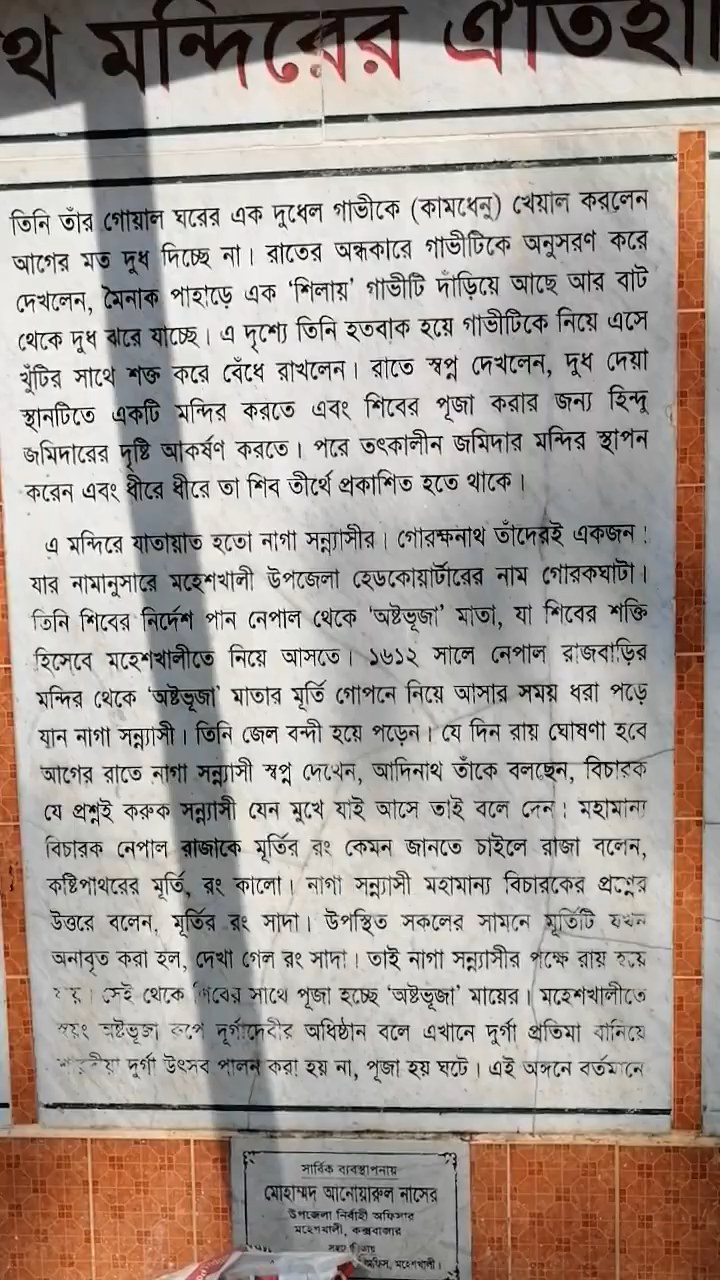 থ মন্দিরের ঐতিহা
তিনি তাঁর গোয়াল ঘরের এক দুধেল গাভীকে (কামধেনু) খেয়াল করলেন
আগের মত দুধ দিচ্ছে না। রাতের অন্ধকারে গাভীটিকে অনুসরণ করে
দেখলেন, মৈনাক পাহাড়ে এক ‘শিলায়’ গাভীটি দাঁড়িয়ে আছে আর বাট
থেকে দুধ ঝরে যাচ্ছে। এ দৃশ্যে তিনি হতবাক হয়ে গাভীটিকে নিয়ে এসে
খুঁটির সাথে শক্ত করে বেঁধে রাখলেন। রাতে স্বপ্ন দেখলেন, দুধ দেয়া
স্থানটিতে একটি মন্দির করতে এবং শিবের পূজা করার জন্য হিন্দু
জমিদারের দৃষ্টি আকর্ষণ করতে। পরে তৎকালীন জমিদার মন্দির স্থাপন
করেন এবং ধীরে ধীরে তা শিব তীর্থে প্রকাশিত হতে থাকে।
এ মন্দিরে যাতায়াত হতো নাগা সন্ন্যাসীর। গোরক্ষনাথ তাঁদেরই একজন।
যার নামানুসারে মহেশখালী উপজেলা হেডকোয়ার্টারের নাম গোরকঘাটা।
তিনি শিবের নির্দেশ পান নেপাল থেকে ‘অষ্টভূজা’ মাতা, যা শিবের শক্তি
হিসেবে মহেশখালীতে নিয়ে আসতে। ১৬১২ সালে নেপাল রাজবাড়ির
মন্দির থেকে ‘অষ্টভূজা’ মাতার মূর্তি গোপনে নিয়ে আসার সময় ধরা পড়ে
যান নাগা সন্ন্যাসী। তিনি জেল বন্দী হয়ে পড়েন। যে দিন রায় ঘোষণা হবে
আগের রাতে নাগা সন্ন্যাসী স্বপ্ন দেখেন, আদিনাথ তাঁকে বলছেন, বিচারক
যে প্রশ্নই করুক সন্ন্যাসী যেন মুখে যাই আসে তাই বলে দেন। মহামান্য
বিচারক নেপাল রাজাকে মূর্তির রং কেমন জানতে চাইলে রাজা বলেন,
কষ্টিপাথরের মূর্তি, রং কালো। নাগা সন্ন্যাসী মহামান্য বিচারকের প্রশ্নের
উত্তরে বলেন, মূর্তির রং সাদা। উপস্থিত সকলের সামনে মূর্তিটি যখন
অনাবৃত করা হল, দেখা গেল রং সাদা। তাই নাগা সন্ন্যাসীর পক্ষে রায় হয়ে
যায়। সেই থেকে শিবের সাথে পূজা হচ্ছে ‘অষ্টভূজা’ মায়ের। মহেশখালীতে
স্বয়ং অষ্টভূজা রূপে দূর্গাদেবীর অধিষ্ঠান বলে এখানে দুর্গা প্রতিমা বানিয়ে
দুর্গা উৎসব পালন করা হয় না, পূজা হয় ঘটে। এই অঙ্গনে বর্তমানে
সার্বিক ব্যবস্থাপনায়
মোহাম্মদ আনোয়ারুল নাসের
উপজেলা নির্বাহী অফিসার
মহেশখালী, কক্সবাজার
অফিস, মহেশখালী।